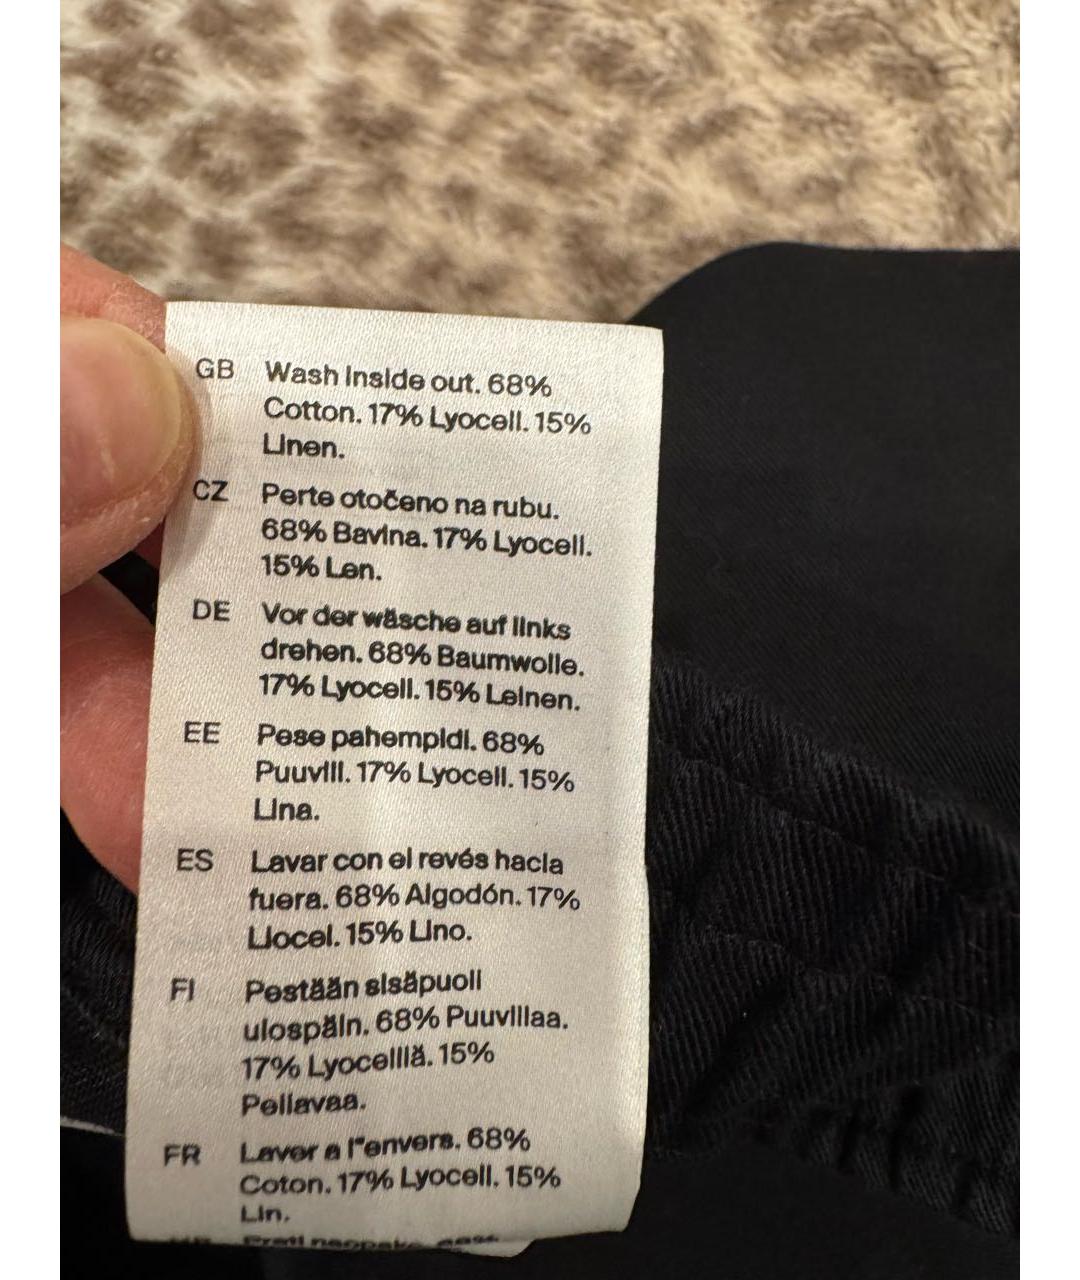 GB Wash inside out. 68%
Cotton. 17% Lyocell. 15%
Linen.
CZ Perte otočeno na rubu.
68% Bavlna. 17% Lyocell.
15% Len.
DE Vor der wäsche auf links
drehen. 68% Baumwolle.
17% Lyocell. 15% Leinen.
EE Pese pahempidi. 68%
Puuvill. 17% Lyocell. 15%
Lina.
ES Lavar con el revés hacia
fuera. 68% Algodón. 17%
Liocel. 15% Lino.
FI Pestään sisäpuoli
ulospäin. 68% Puuvillaa.
17% Lyocelliä. 15%
Pellavaa.
FR Laver a l"envers. 68%
Coton. 17% Lyocell. 15%
Lin.